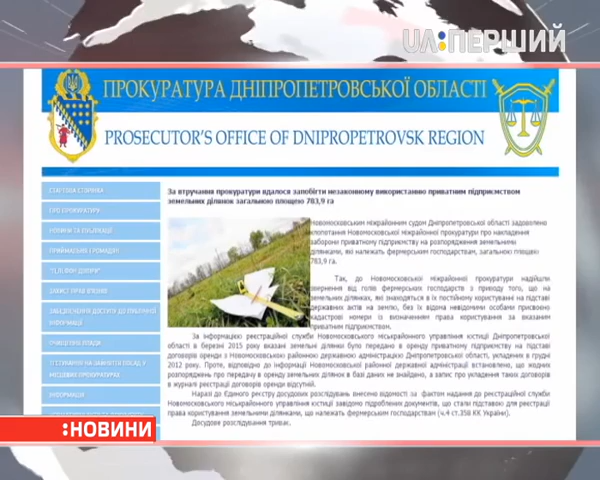 UA:ПЕРШИЙ
ПРОКУРАТУРА ДНІПРОПЕТРОВСЬКОЇ ОБЛАСТІ
PROSECUTOR'S OFFICE OF DNIPROPETROVSK REGION
СТАРТОВА СТОРІНКА
ПРО ПРОКУРАТУРУ
НОВИНИ ТА ПУБЛІКАЦІЇ
ПРИЙМАЛЬНЯ ГРОМАДЯН
ЗАХИСТ ПРАВ ДІТЕЙ
ЗАБЕЗПЕЧЕННЯ ДОСТУПУ ДО ПУБЛІЧНОЇ
ІНФОРМАЦІЇ
ОЧИЩЕННЯ ВЛАДИ
МІСЦЕВИХ ПРОКУРАТУРАХ
ІНФОРМАЦІЯ
За втручання прокуратури вдалося запобігти незаконному використанню приватним підприємством
земельних ділянок загальною площею 783,9 га
Новомосковським міжрайонним судом Дніпропетровської області задоволено
клопотання Новомосковської міжрайонної прокуратури про накладення
заборони приватному підприємству на розпорядження земельними
ділянками, які належать фермерським господарствам, загальною площею
783,9 га.
Так, до Новомосковської міжрайонної прокуратури надійшли
звернення від голів фермерських господарств з приводу того, що на
земельних ділянках, які знаходяться в їх постійному користуванні на підставі
державних актів на землю, без їх відома невідомими особами присвоєно
кадастрові номери із визначенням права користування за вказаним
приватним підприємством.
За інформацією реєстраційної служби Новомосковського міськрайонного управління юстиції Дніпропетровської
області в березні 2015 року вказані земельні ділянки було передано в оренду приватному підприємству на підставі
договорів оренди з Новомосковською районною державною адміністрацією Дніпропетровської області, укладених в грудні
2012 року. Проте, відповідно до інформації Новомосковської районної державної адміністрації встановлено, що жодних
розпоряджень про передачу в оренду земельних ділянок в базі даних не знайдено, а запис про укладення таких договорів
в журналі реєстрації договорів оренди відсутній.
Наразі до Єдиного реєстру досудових розслідувань внесено відомості за фактом надання до реєстраційної служби
Новомосковського міськрайонного управління юстиції завідомо підроблених документів, що стали підставою для реєстрації
права користування земельними ділянками, що належать фермерським господарствам (ч.4 ст.358 КК України).
Досудове розслідування триває.
:НОВИНИ